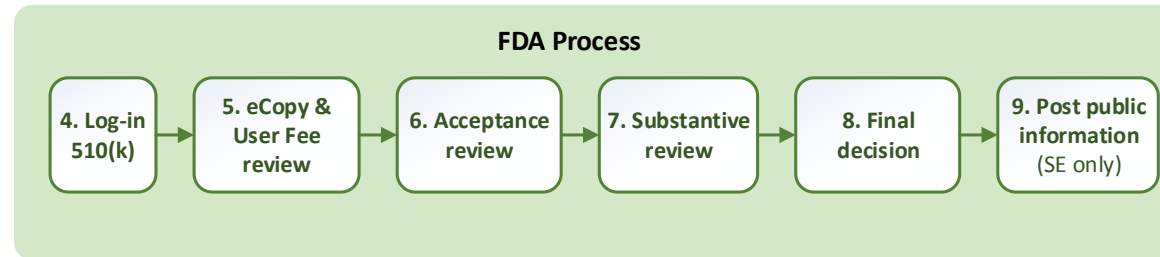 FDA Process
4. Log-in
510(k)
5. eCopy &
User Fee
review
6. Acceptance
review
7. Substantive
review
8. Final
decision
9. Post public
information
(SE only)